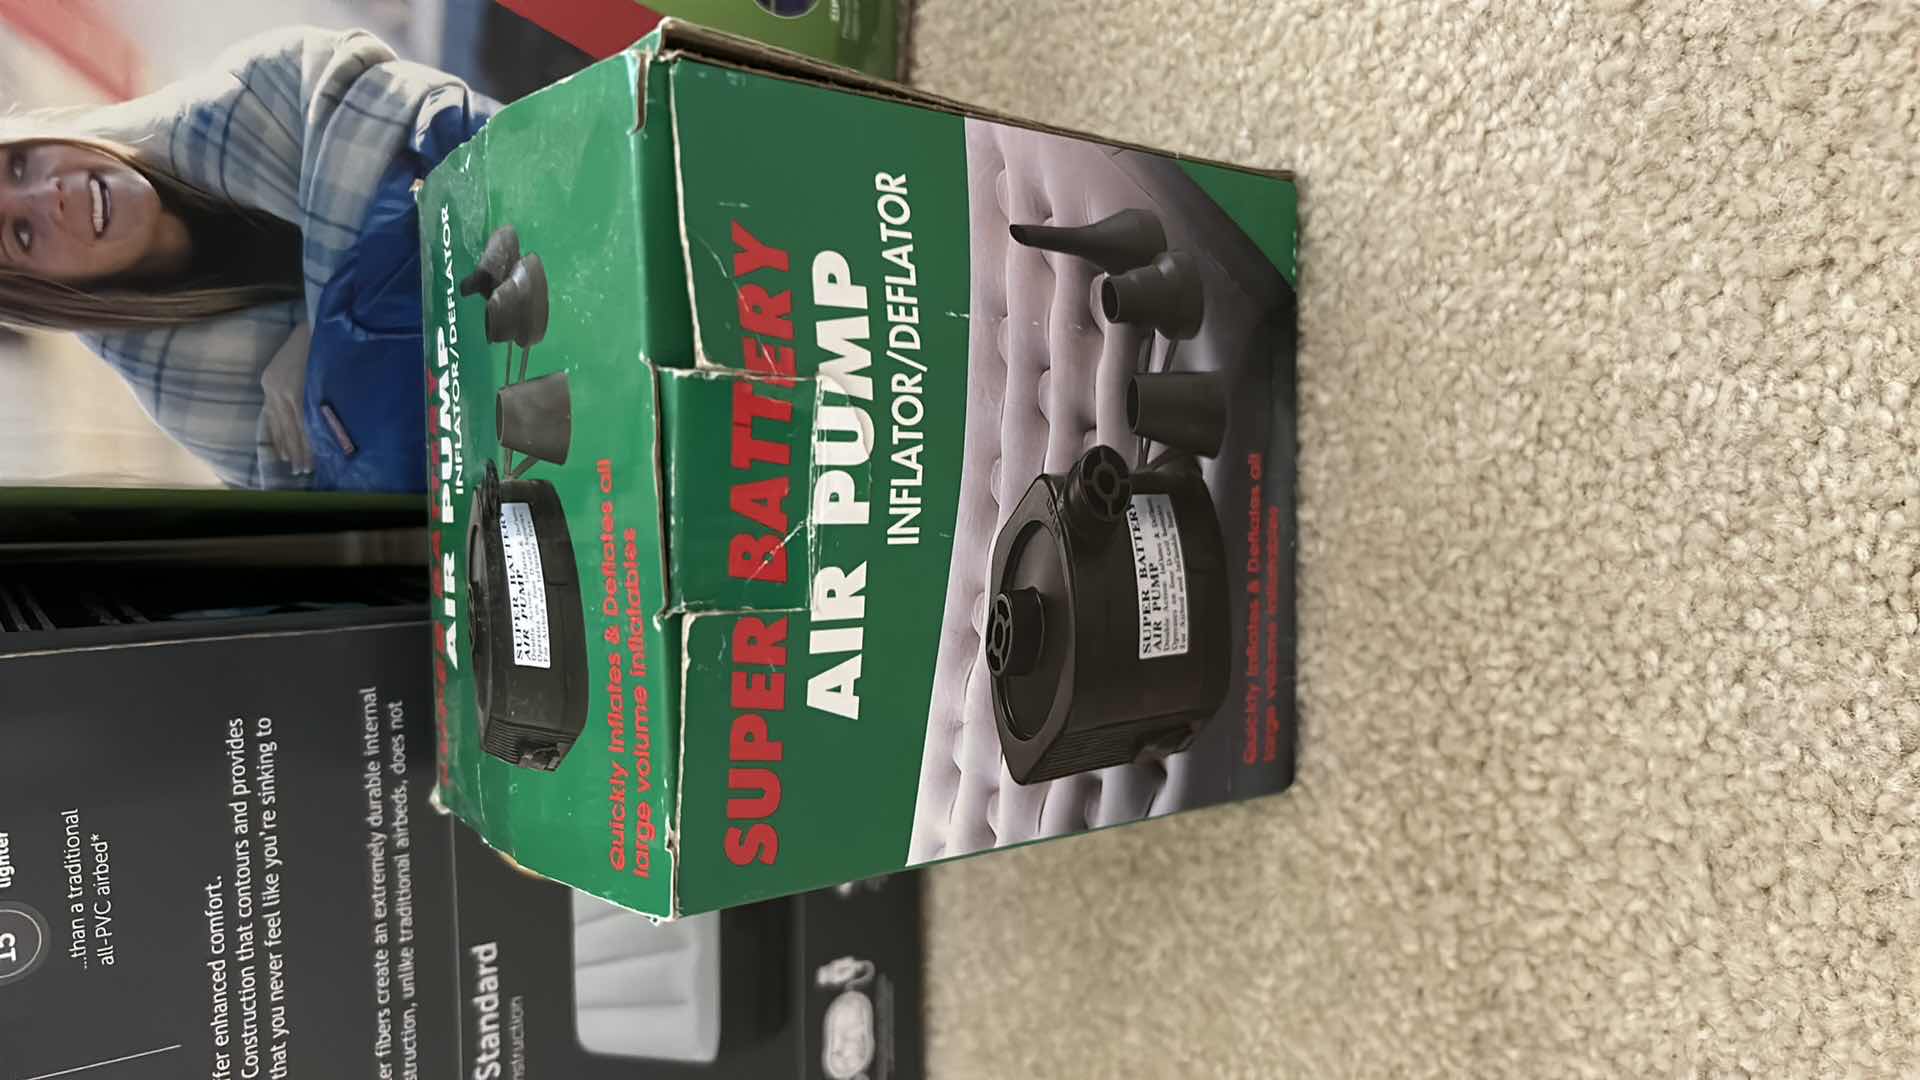 SUPER BATTERY
AIR PUMP
INFLATOR/DEFLATOR
SUPER BATTERY
AIR PUMP
Quickly Inflates & Deflates all
large volume inflatables
AIR PUMP
INFLATOR/DEFLATOR
SUPER BATTERY
AIR PUMP
Quickly Inflates & Deflates all
large volume inflatables
15
lighter
...than a traditional
all-PVC airbed*
enhanced comfort.
Construction that contours and provides
that you never feel like you're sinking to
fibers create an extremely durable internal
unlike traditional airbeds, does not
Standard